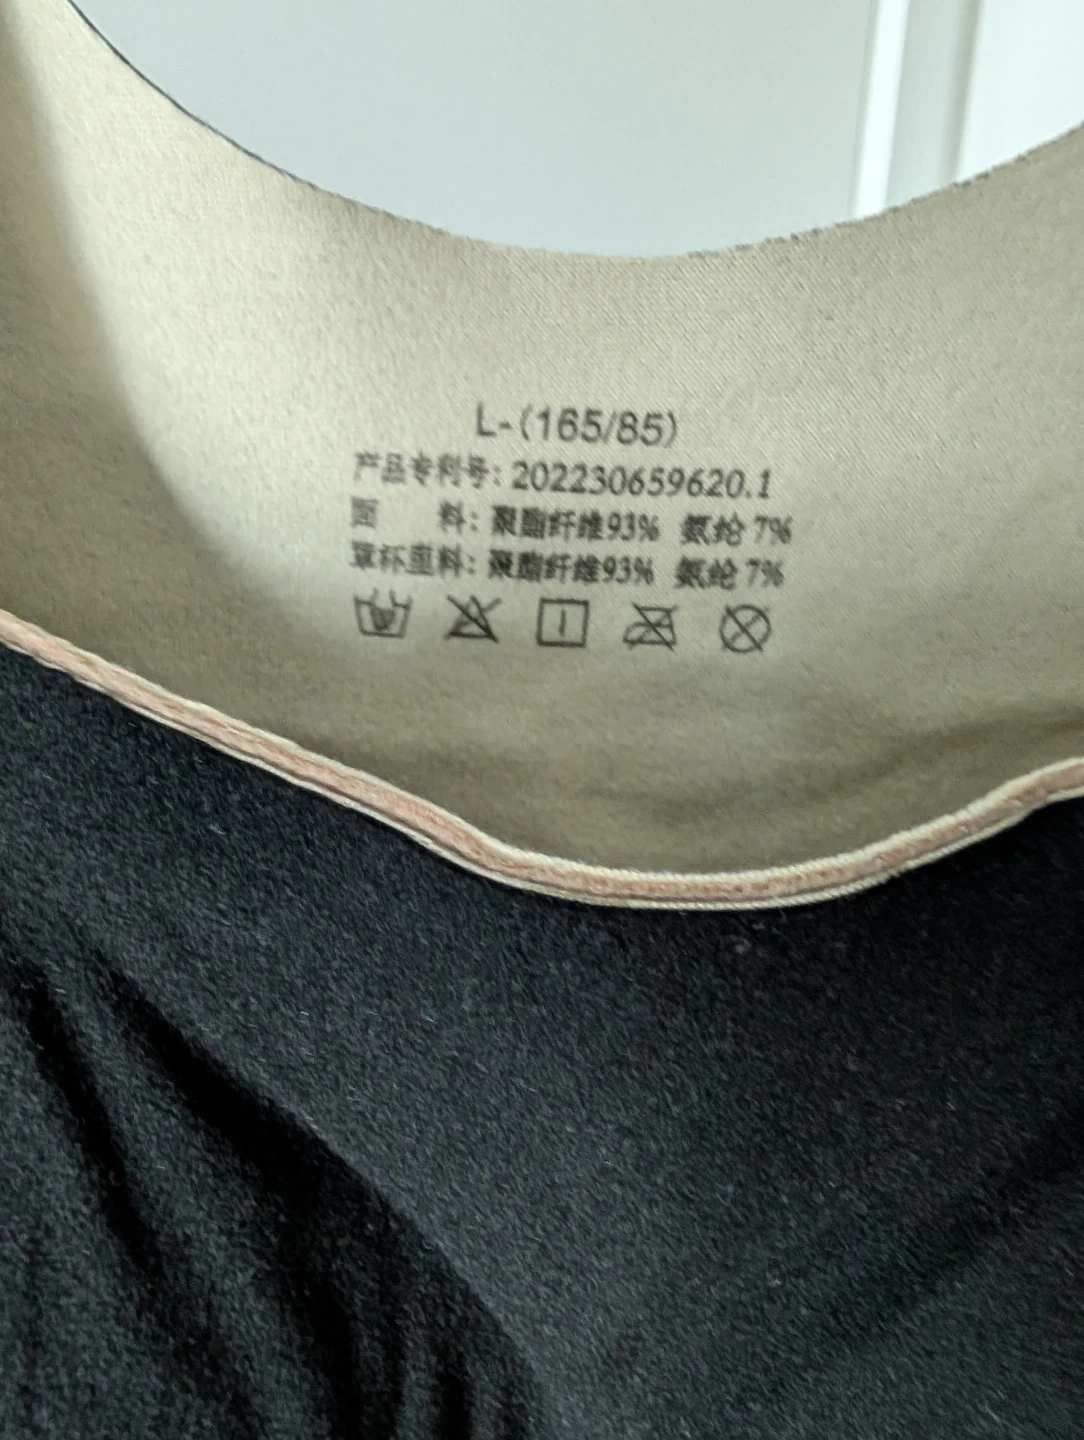 L-(165/85)
产品专利号: 202230659620.1
面 料: 聚酯纤维93% 氨纶 7%
罩杯里料: 聚酯纤维93% 氨纶 7%